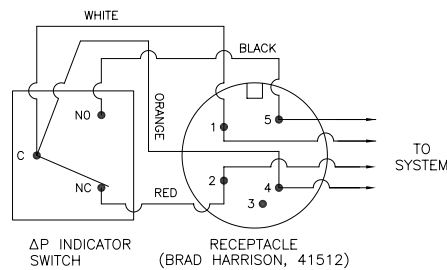 WHITE
BLACK
ORANGE
NO
1
5
C
TO
SYSTEM
NC
RED
2
4
3
ΔP INDICATOR
SWITCH
RECEPTACLE
(BRAD HARRISON, 41512)